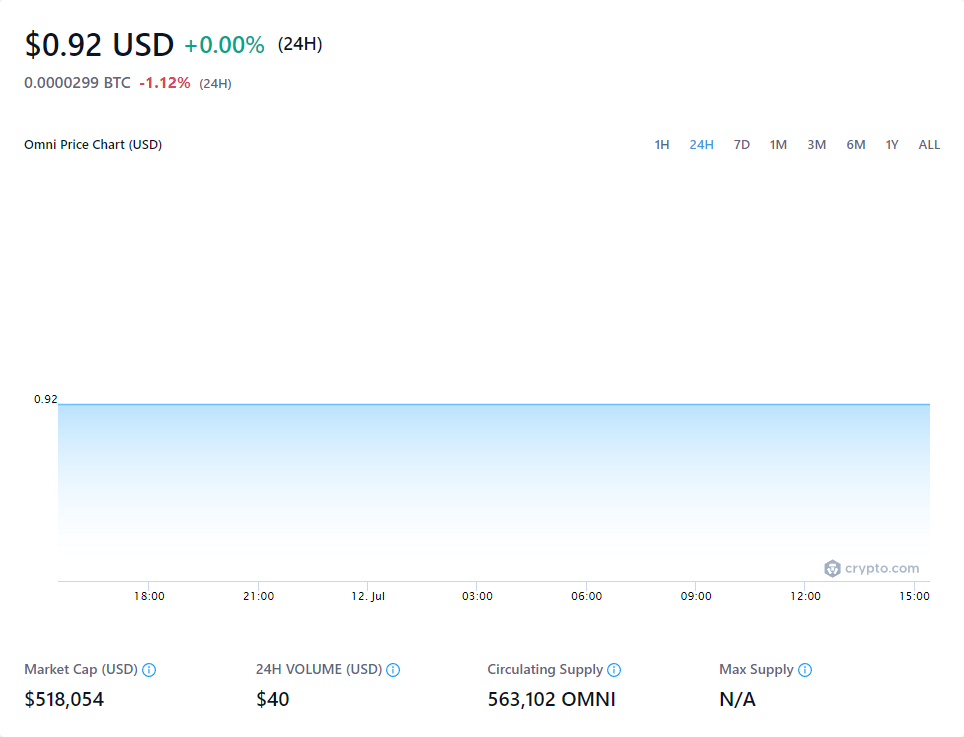 $0.92 USD +0.00% (24H)
0.0000299 BTC -1.12% (24H)
Omni Price Chart (USD) 1H 24H 7D 1M 3M 6M 1Y ALL
0.92
crypto.com
18:00 21:00 12. Jul 03:00 06:00 09:00 12:00 15:00
Market Cap (USD) 24H VOLUME (USD) Circulating Supply Max Supply
$518,054 $40 563,102 OMNI N/A